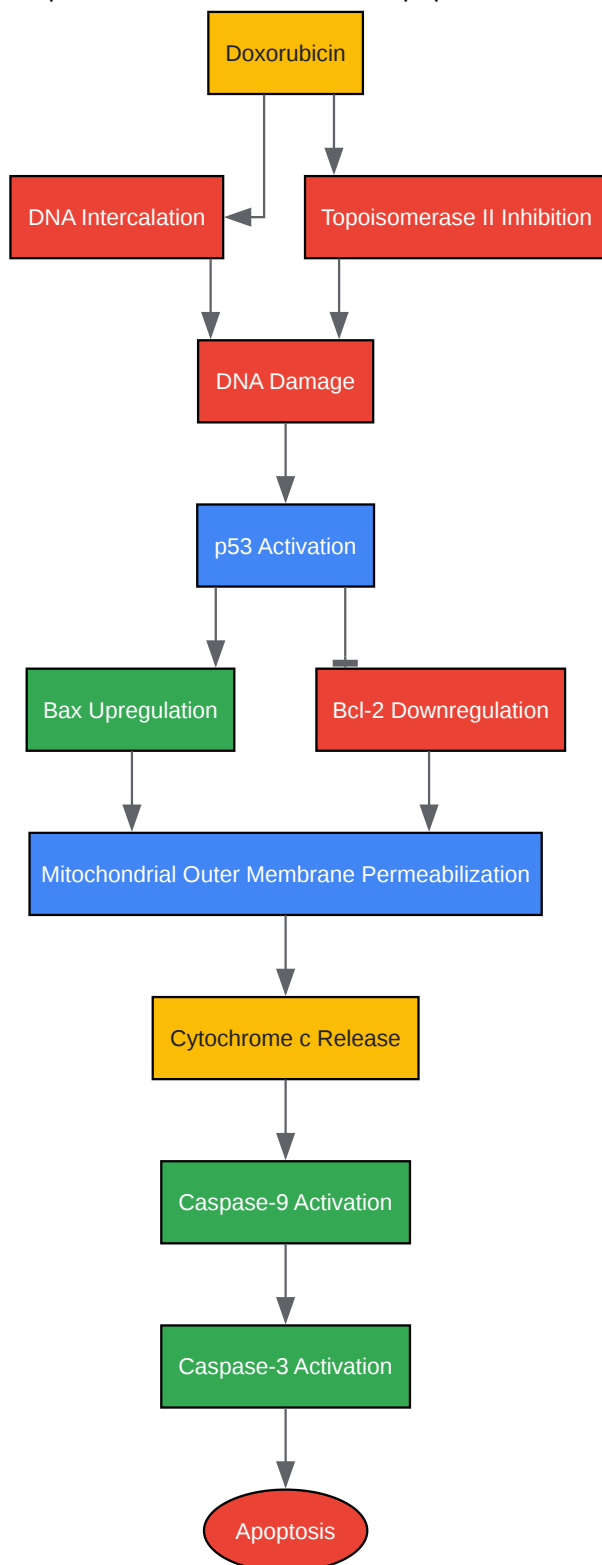 Doxorubicin
DNA Intercalation
Topoisomerase II Inhibition
DNA Damage
p53 Activation
Bax Upregulation
Bcl-2 Downregulation
Mitochondrial Outer Membrane Permeabilization
Cytochrome c Release
Caspase-9 Activation
Caspase-3 Activation
Apoptosis